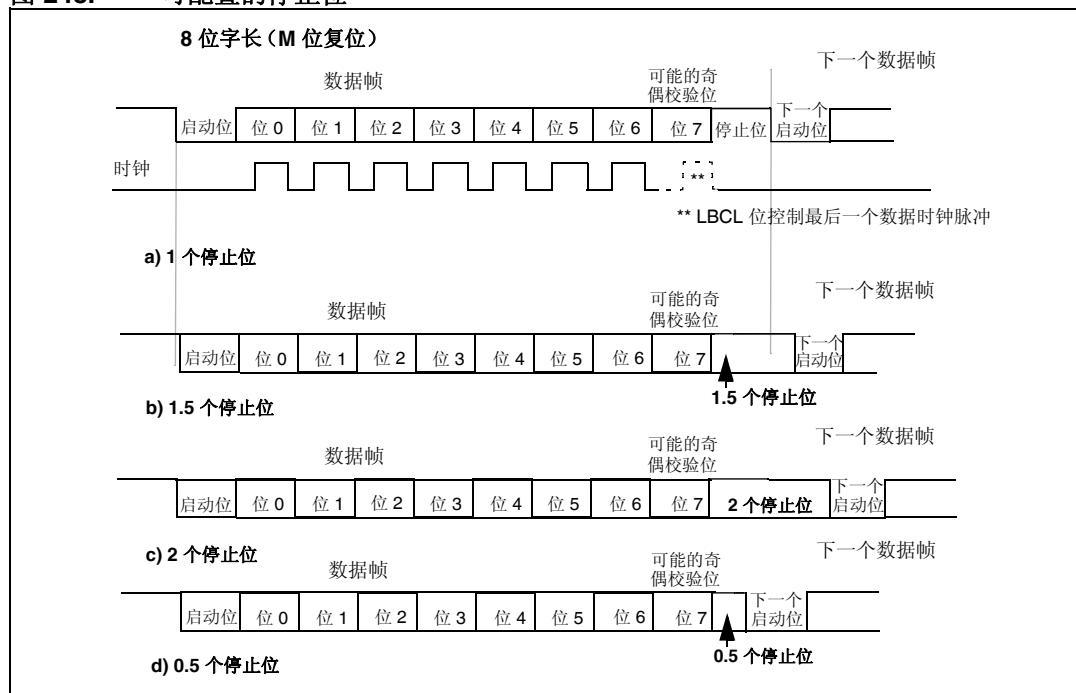 8 位字长（M 位复位）
下一个数据帧
数据帧
可能的奇
偶校验位
启动位 位 0 位 1 位 2 位 3 位 4 位 5 位 6 位 7 停止位
下一个
启动位
时钟
**
** LBCL 位控制最后一个数据时钟脉冲
a) 1 个停止位
下一个数据帧
数据帧
可能的奇
偶校验位
启动位 位 0 位 1 位 2 位 3 位 4 位 5 位 6 位 7
下一个
启动位
1.5 个停止位
b) 1.5 个停止位
下一个数据帧
数据帧
可能的奇
偶校验位
启动位 位 0 位 1 位 2 位 3 位 4 位 5 位 6 位 7 2 个停止位
下一个
启动位
c) 2 个停止位
下一个数据帧
数据帧
可能的奇
偶校验位
启动位 位 0 位 1 位 2 位 3 位 4 位 5 位 6 位 7
下一个
启动位
0.5 个停止位
d) 0.5 个停止位